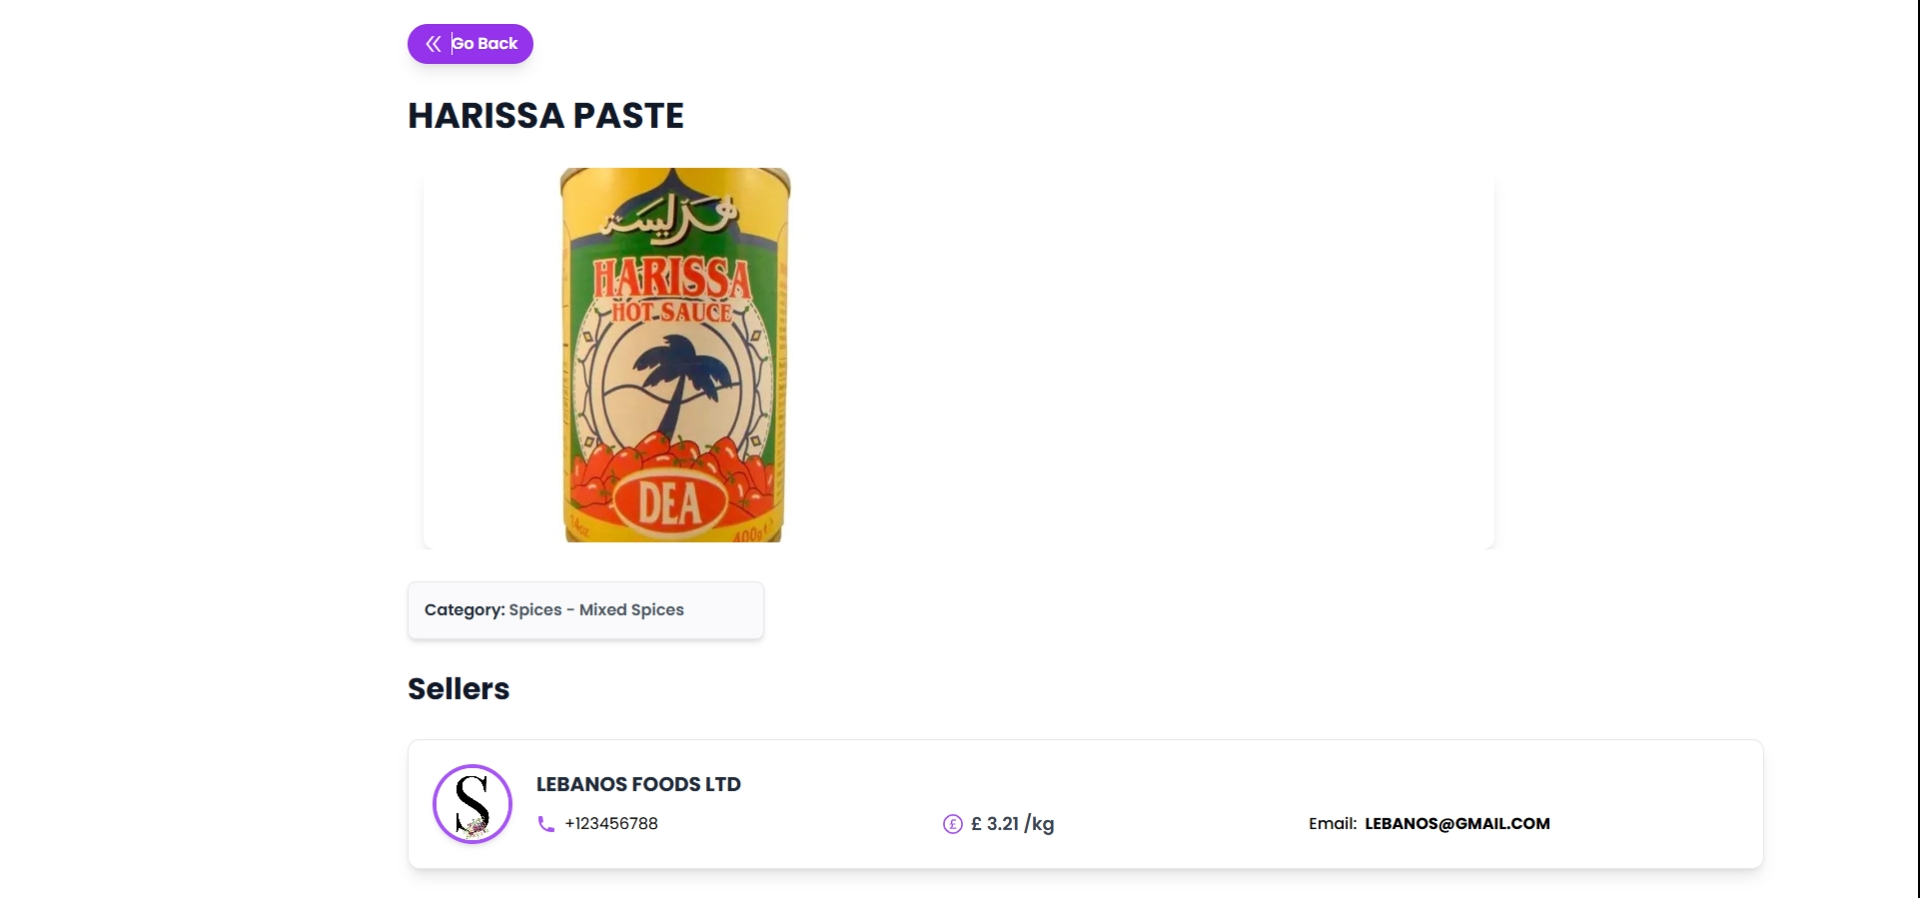 Go Back
HARISSA PASTE
هريسة
HARISSA
HOT SAUCE
DEA
400g
Category: Spices - Mixed Spices
Sellers
S
LEBANOS FOODS LTD
+123456788
£ 3.21 /kg
Email: LEBANOS@GMAIL.COM